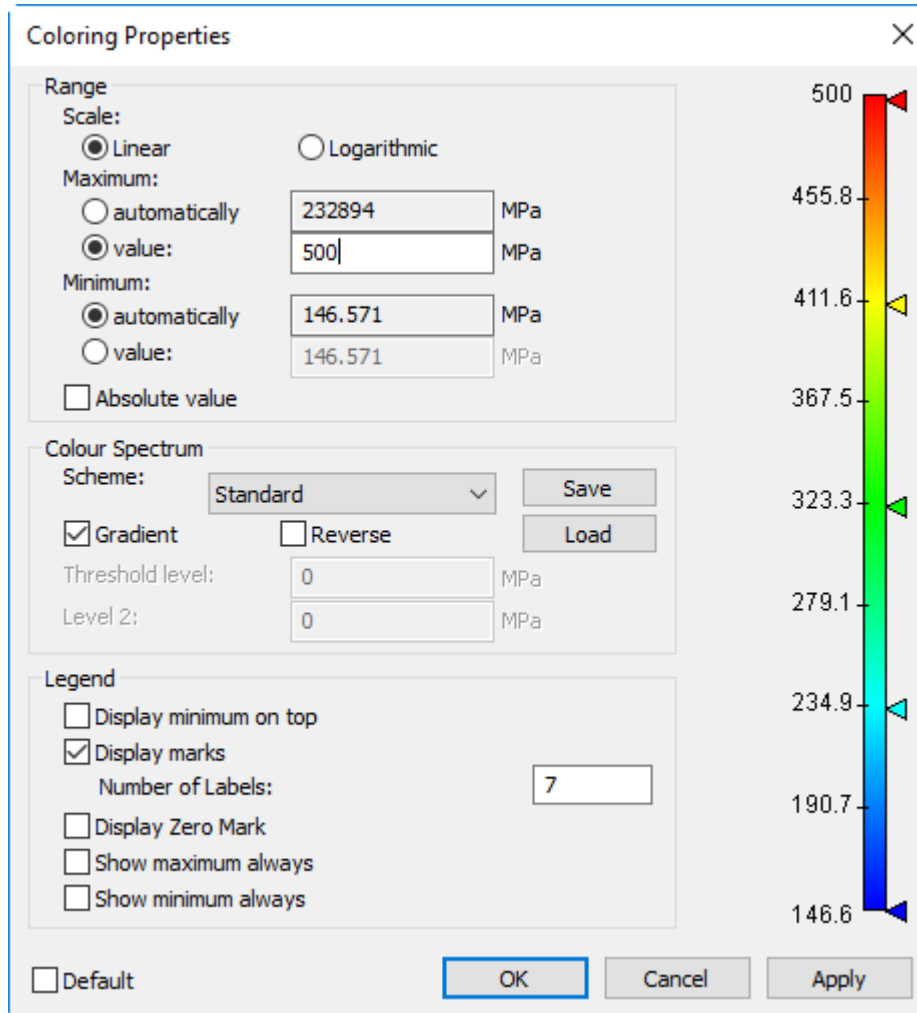 Coloring Properties
Range
Scale:
Linear Logarithmic
Maximum:
automatically 232894 MPa
value: 500 MPa
Minimum:
automatically 146.571 MPa
value: 146.571 MPa
Absolute value
Colour Spectrum
Scheme: Standard Save
Gradient Reverse Load
Threshold level: 0 MPa
Level 2: 0 MPa
Legend
Display minimum on top
Display marks
Number of Labels: 7
Display Zero Mark
Show maximum always
Show minimum always
500
455.8
411.6
367.5
323.3
279.1
234.9
190.7
146.6
Default OK Cancel Apply